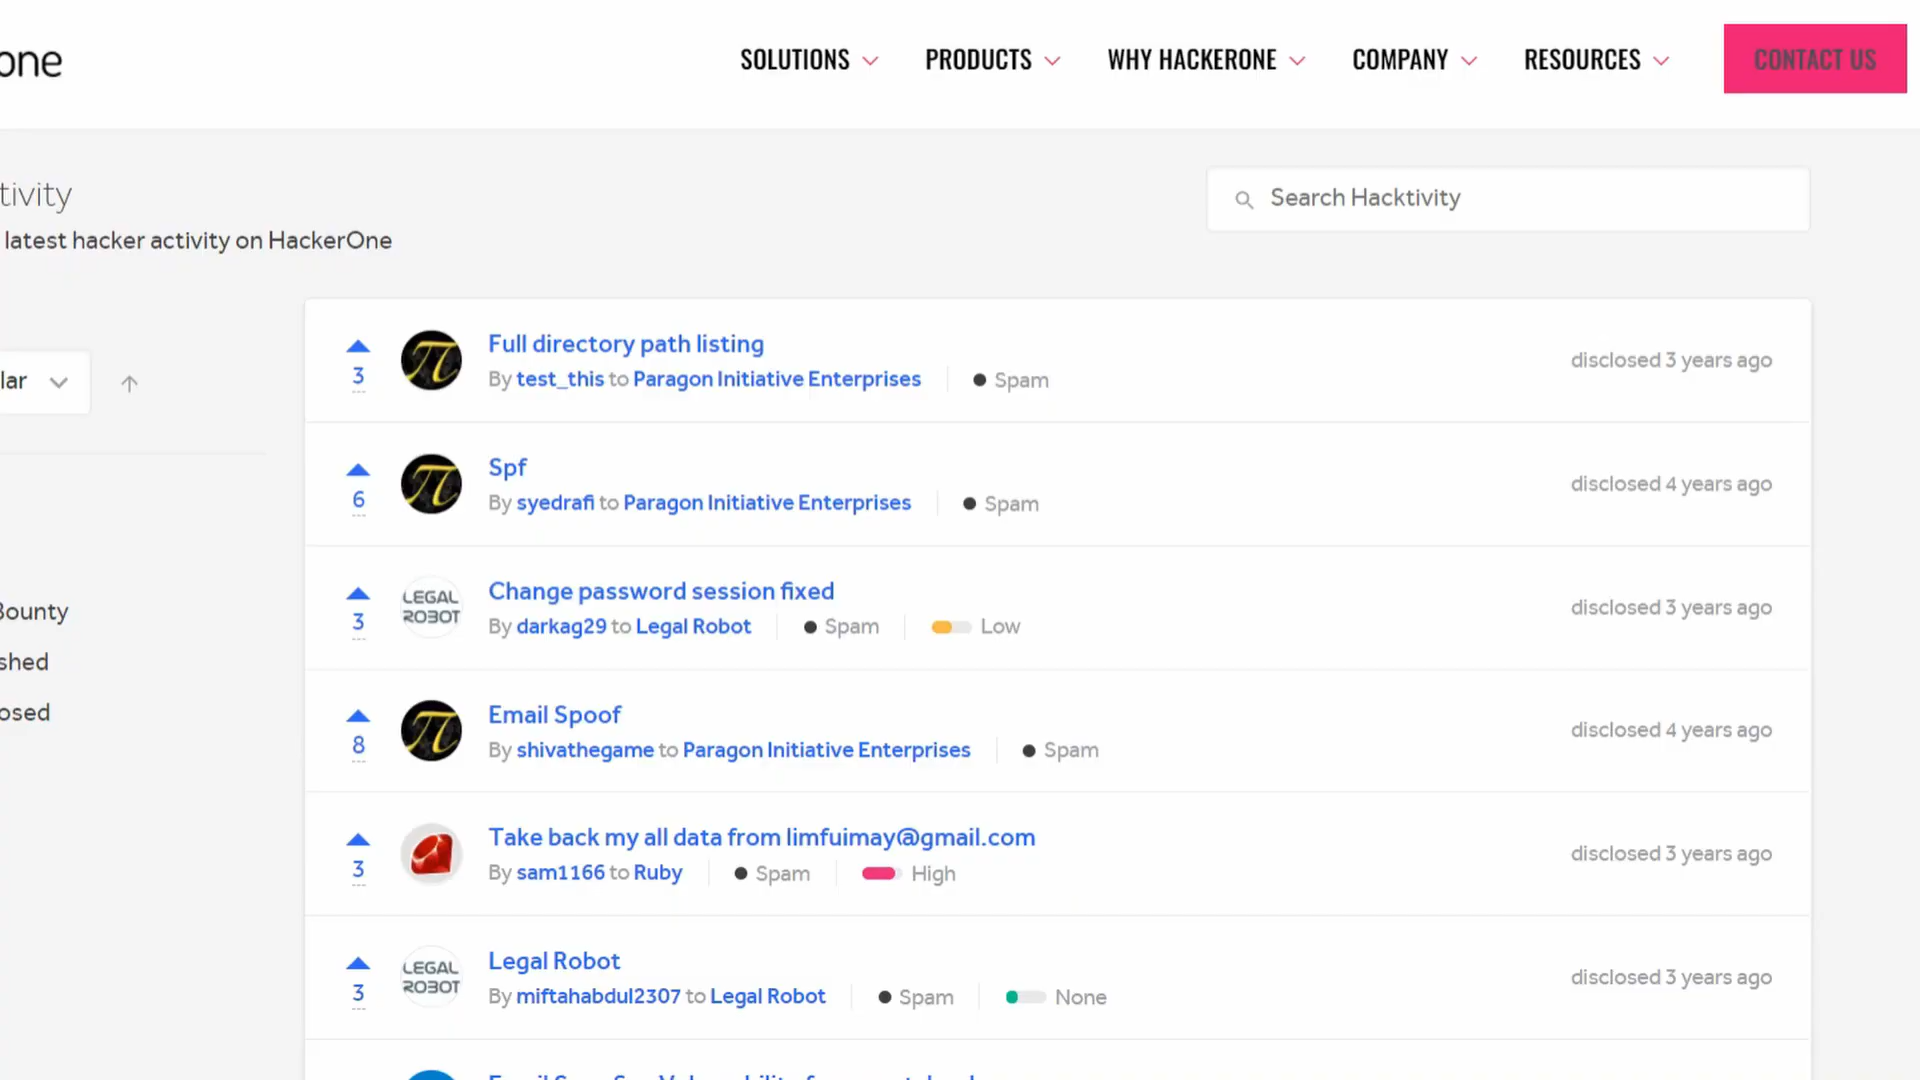 one
SOLUTIONS
PRODUCTS
WHY HACKERONE
COMPANY
RESOURCES
CONTACT US
tivity
latest hacker activity on HackerOne
Search Hacktivity
lar
Bounty
shed
osed
3
Full directory path listing
By test_this to Paragon Initiative Enterprises
Spam
disclosed 3 years ago
6
Spf
By syedrafi to Paragon Initiative Enterprises
Spam
disclosed 4 years ago
LEGAL
ROBOT
3
Change password session fixed
By darkag29 to Legal Robot
Spam
Low
disclosed 3 years ago
8
Email Spoof
By shivathegame to Paragon Initiative Enterprises
Spam
disclosed 4 years ago
3
Take back my all data from limfuimay@gmail.com
By sam1166 to Ruby
Spam
High
disclosed 3 years ago
LEGAL
ROBOT
3
Legal Robot
By miftahabdul2307 to Legal Robot
Spam
None
disclosed 3 years ago